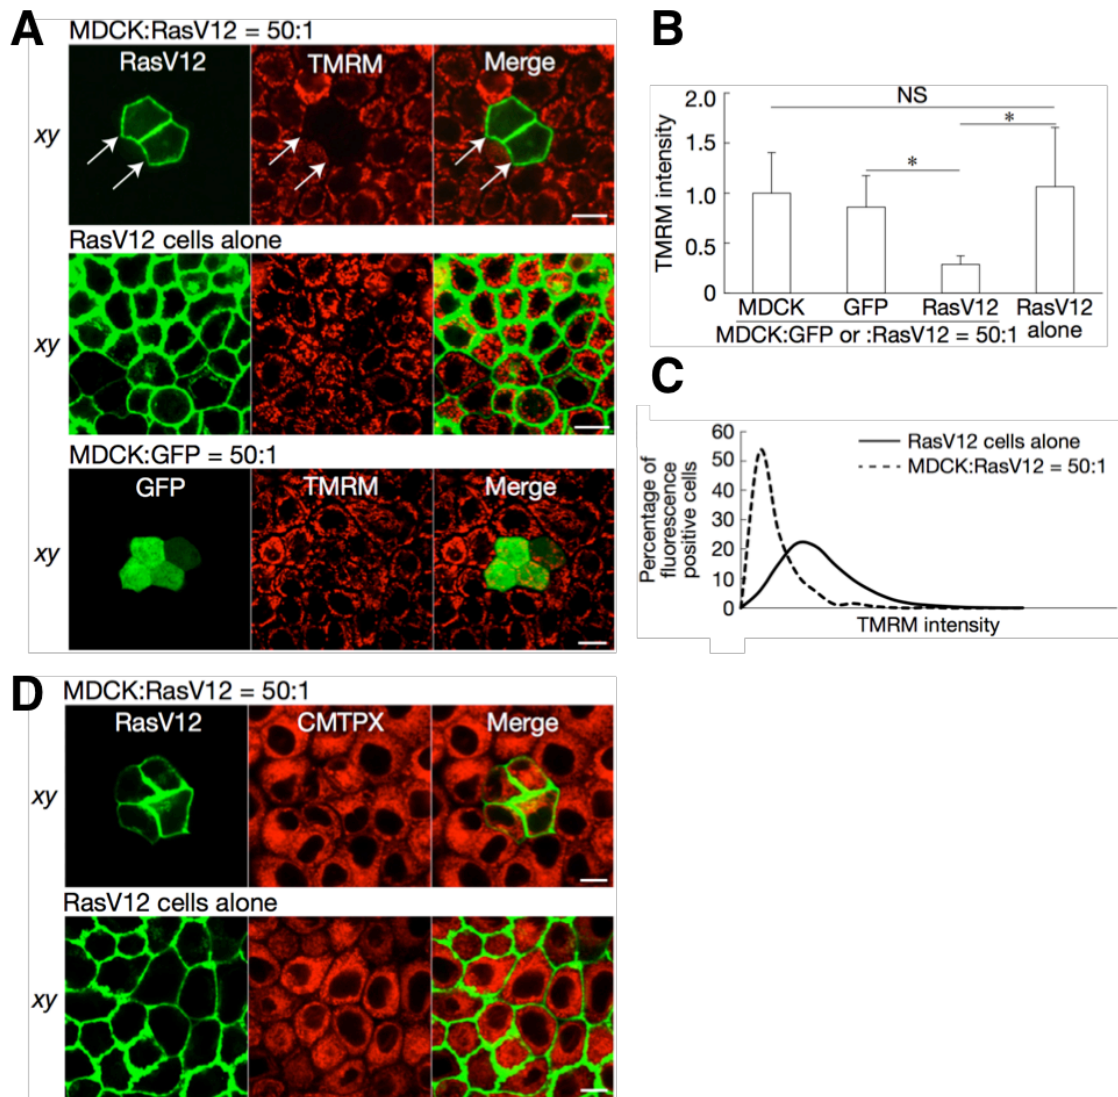 A
MDCK:RasV12 = 50:1
RasV12 TMRM Merge
xy
RasV12 cells alone
xy
MDCK:GFP = 50:1
GFP TMRM Merge
xy
B
TMRM intensity
2.0
1.5
1.0
0.5
0
NS
*
*
MDCK GFP RasV12 RasV12 alone
MDCK:GFP or :RasV12 = 50:1
C
Percentage of
fluorescence
positive cells
60
50
40
30
20
10
0
RasV12 cells alone
MDCK:RasV12 = 50:1
TMRM intensity
D
MDCK:RasV12 = 50:1
RasV12 CMTPX Merge
xy
RasV12 cells alone
xy